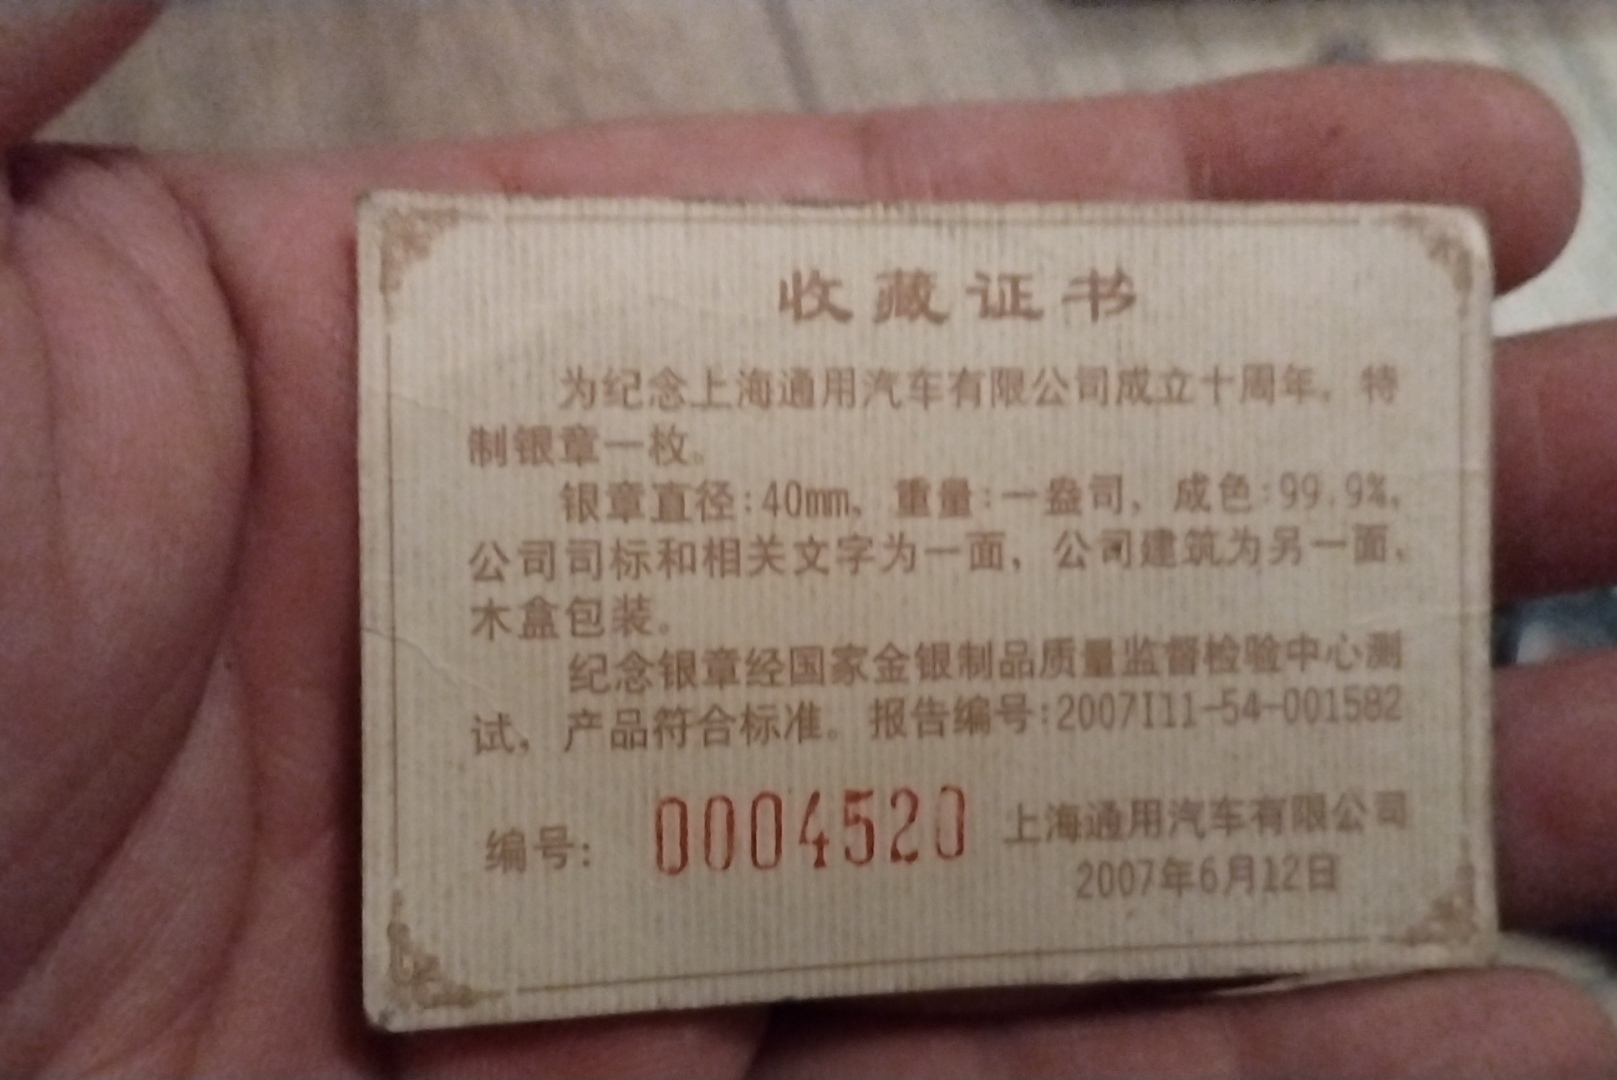 收藏证书
为纪念上海通用汽车有限公司成立十周年，特
制银章一枚。
银章直径:40mm、重量:一盎司，成色:99.9%，
公司司标和相关文字为一面，公司建筑为另一面、
木盒包装。
纪念银章经国家金银制品质量监督检验中心测
试，产品符合标准。报告编号:2007I11-54-001582
编号: 0004520 上海通用汽车有限公司
2007年6月12日